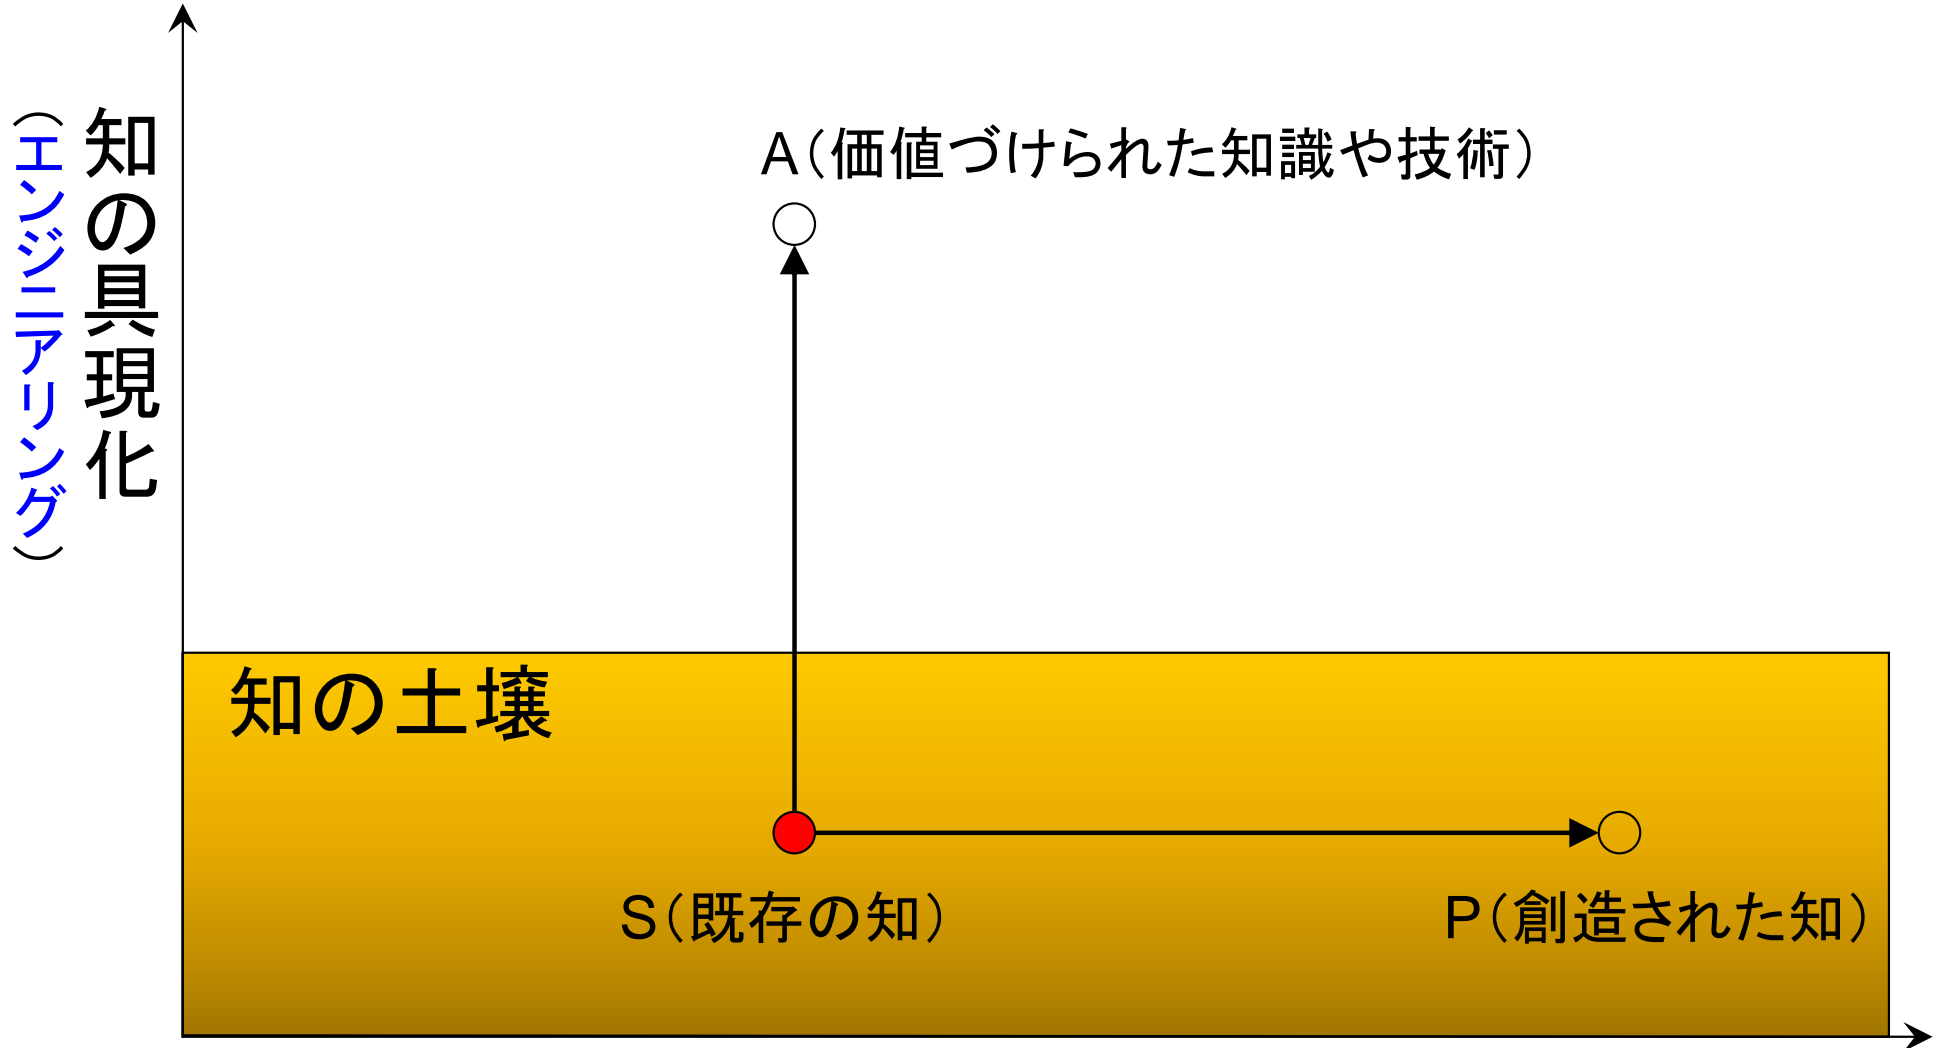 知の具現化
（エンジニアリング）
A（価値づけられた知識や技術）
知の土壌
S（既存の知）
P（創造された知）